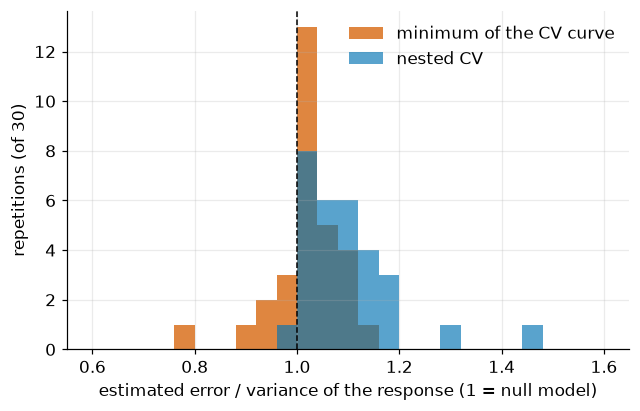 minimum of the CV curve
nested CV
12
10
8
6
4
2
0
repetitions (of 30)
0.6 0.8 1.0 1.2 1.4 1.6
estimated error / variance of the response (1 = null model)